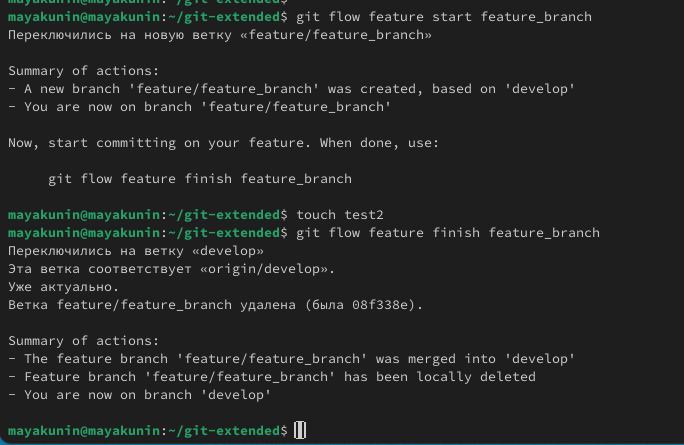 mayakunin@mayakunin:~/git-extended$
mayakunin@mayakunin:~/git-extended$ git flow feature start feature_branch
Переключились на новую ветку «feature/feature_branch»
Summary of actions:
- A new branch 'feature/feature_branch' was created, based on 'develop'
- You are now on branch 'feature/feature_branch'
Now, start committing on your feature. When done, use:
git flow feature finish feature_branch
mayakunin@mayakunin:~/git-extended$ touch test2
mayakunin@mayakunin:~/git-extended$ git flow feature finish feature_branch
Переключились на ветку «develop»
Эта ветка соответствует «origin/develop».
Уже актуально.
Ветка feature/feature_branch удалена (была 08f338e).
Summary of actions:
- The feature branch 'feature/feature_branch' was merged into 'develop'
- Feature branch 'feature/feature_branch' has been locally deleted
- You are now on branch 'develop'
mayakunin@mayakunin:~/git-extended$